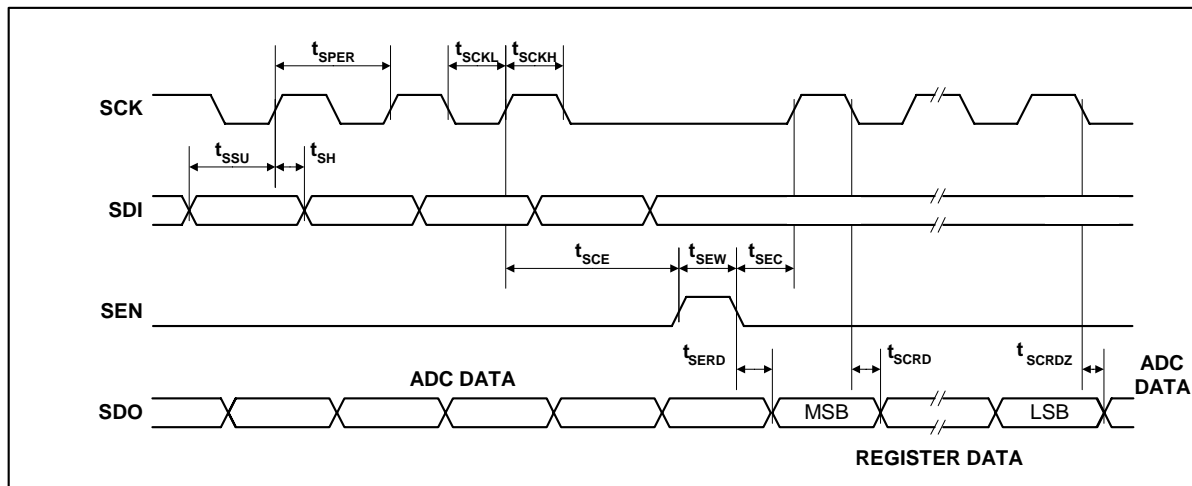 tSPER
tSCKL
tSCKH
SCK
tSSU
tSH
SDI
tSCE
tSEW
tSEC
SEN
tSERD
tSCRD
tSCRDZ
ADC DATA
ADC DATA
SDO
MSB
LSB
REGISTER DATA